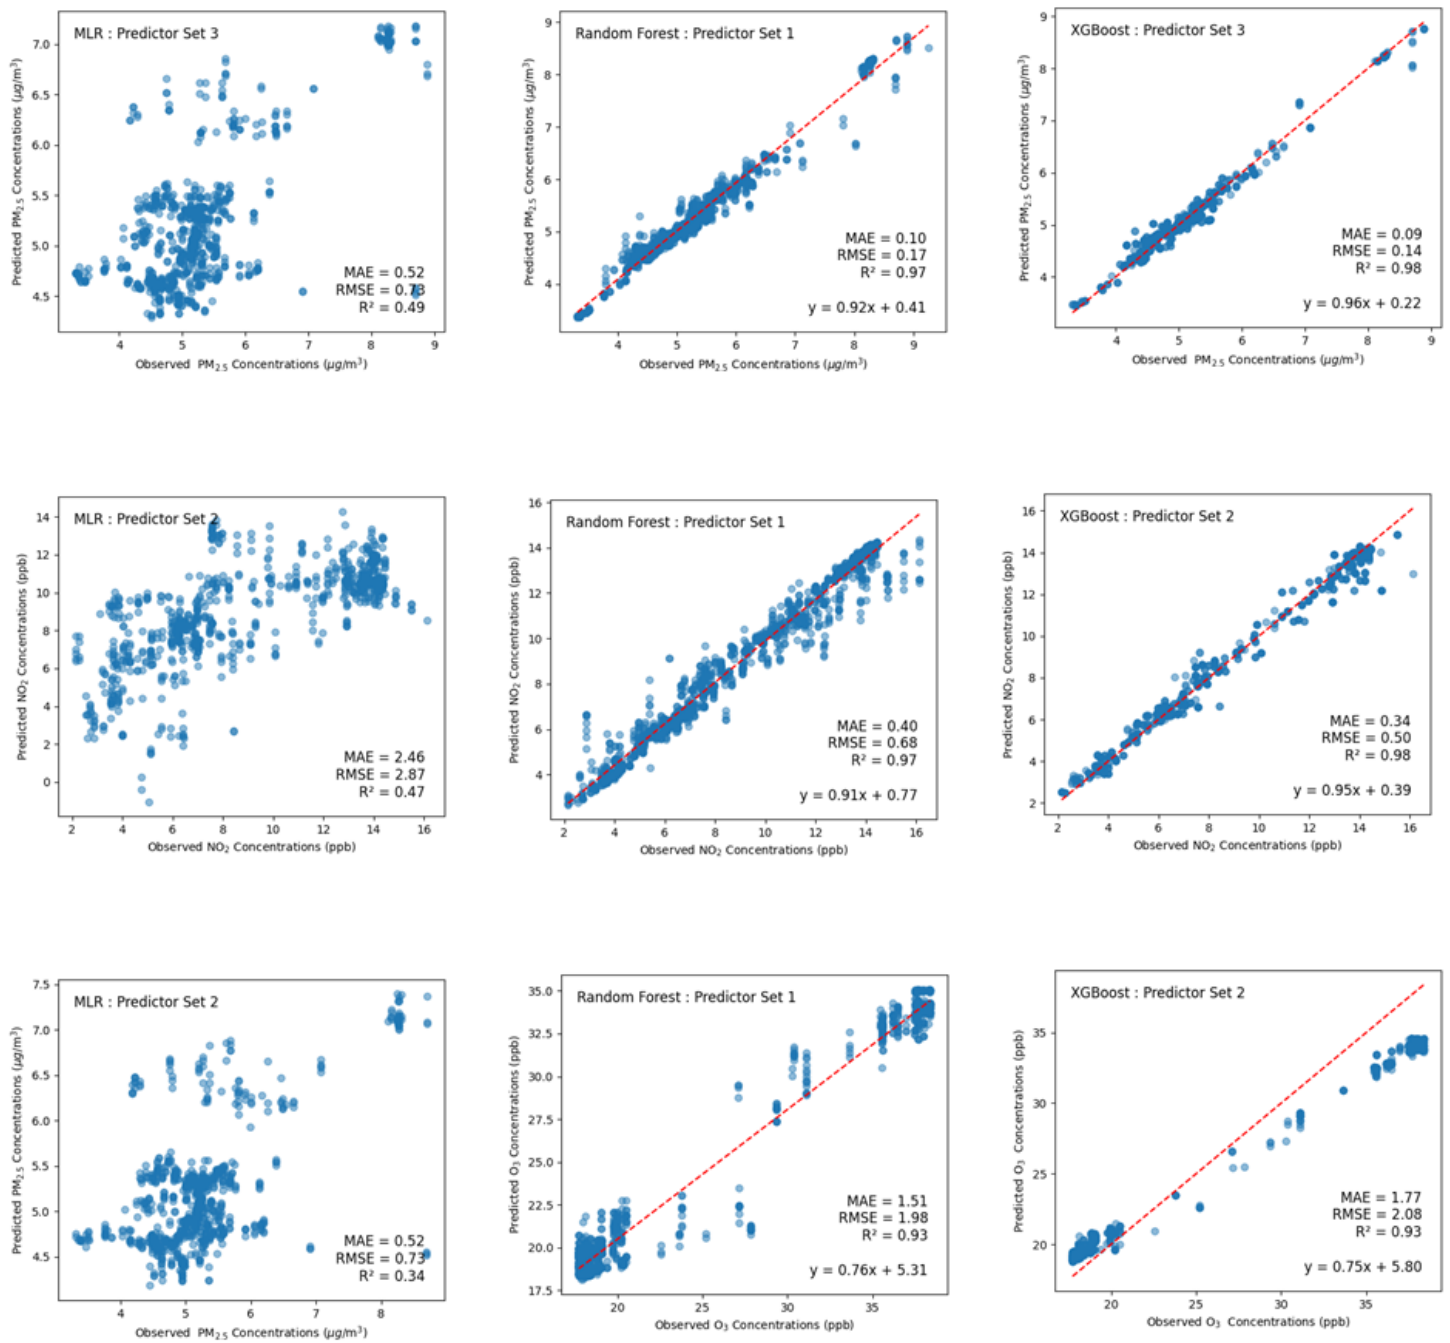 MLR : Predictor Set 3
7.0
6.5
6.0
5.5
5.0
4.5
Predicted PM2.5 Concentrations (μg/m³)
MAE = 0.52
RMSE = 0.73
R² = 0.49
4 5 6 7 8 9
Observed PM2.5 Concentrations (μg/m³)
Random Forest : Predictor Set 1
9
8
7
6
5
4
Predicted PM2.5 Concentrations (μg/m³)
MAE = 0.10
RMSE = 0.17
R² = 0.97
y = 0.92x + 0.41
4 5 6 7 8 9
Observed PM2.5 Concentrations (μg/m³)
XGBoost : Predictor Set 3
9
8
7
6
5
4
Predicted PM2.5 Concentrations (μg/m³)
MAE = 0.09
RMSE = 0.14
R² = 0.98
y = 0.96x + 0.22
4 5 6 7 8 9
Observed PM2.5 Concentrations (μg/m³)
MLR : Predictor Set 2
14
12
10
8
6
4
2
0
Predicted NO2 Concentrations (ppb)
MAE = 2.46
RMSE = 2.87
R² = 0.47
2 4 6 8 10 12 14 16
Observed NO2 Concentrations (ppb)
Random Forest : Predictor Set 1
16
14
12
10
8
6
4
Predicted NO2 Concentrations (ppb)
MAE = 0.40
RMSE = 0.68
R² = 0.97
y = 0.91x + 0.77
2 4 6 8 10 12 14 16
Observed NO2 Concentrations (ppb)
XGBoost : Predictor Set 2
16
14
12
10
8
6
4
2
Predicted NO2 Concentrations (ppb)
MAE = 0.34
RMSE = 0.50
R² = 0.98
y = 0.95x + 0.39
2 4 6 8 10 12 14 16
Observed NO2 Concentrations (ppb)
MLR : Predictor Set 2
7.5
7.0
6.5
6.0
5.5
5.0
4.5
Predicted PM2.5 Concentrations (μg/m³)
MAE = 0.52
RMSE = 0.73
R² = 0.34
4 5 6 7 8
Observed PM2.5 Concentrations (μg/m³)
Random Forest : Predictor Set 1
35.0
32.5
30.0
27.5
25.0
22.5
20.0
17.5
Predicted O3 Concentrations (ppb)
MAE = 1.51
RMSE = 1.98
R² = 0.93
y = 0.76x + 5.31
20 25 30 35
Observed O3 Concentrations (ppb)
XGBoost : Predictor Set 2
35
30
25
20
Predicted O3 Concentrations (ppb)
MAE = 1.77
RMSE = 2.08
R² = 0.93
y = 0.75x + 5.80
20 25 30 35
Observed O3 Concentrations (ppb)